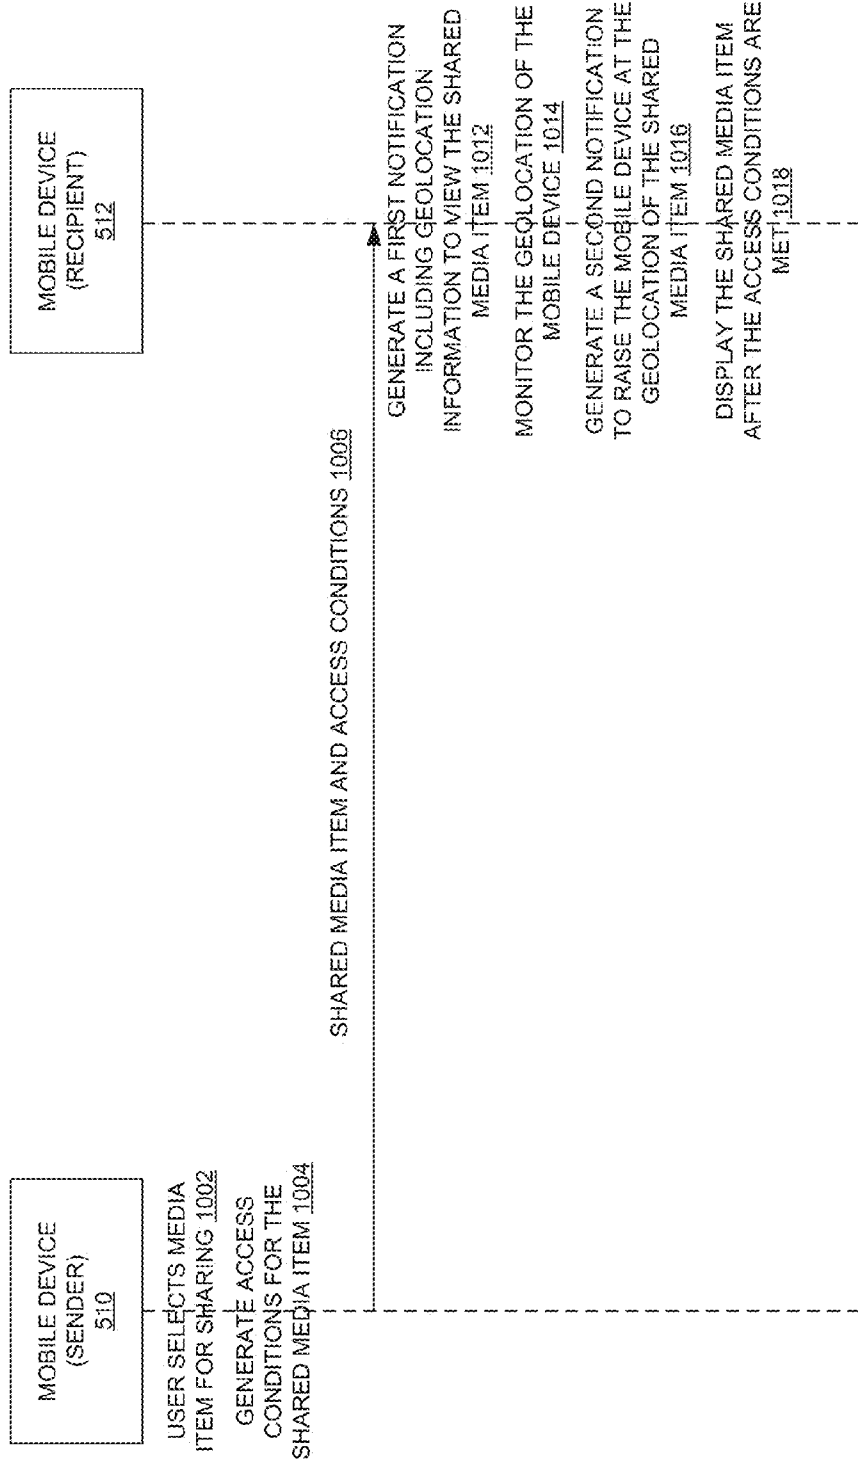 MOBILE DEVICE
(SENDER)
510
USER SELECTS MEDIA
ITEM FOR SHARING 1002
GENERATE ACCESS
CONDITIONS FOR THE
SHARED MEDIA ITEM 1004
SHARED MEDIA ITEM AND ACCESS CONDITIONS 1006
MOBILE DEVICE
(RECIPIENT)
512
GENERATE A FIRST NOTIFICATION
INCLUDING GEOLOCATION
INFORMATION TO VIEW THE SHARED
MEDIA ITEM 1012
MONITOR THE GEOLOCATION OF THE
MOBILE DEVICE 1014
GENERATE A SECOND NOTIFICATION
TO RAISE THE MOBILE DEVICE AT THE
GEOLOCATION OF THE SHARED
MEDIA ITEM 1016
DISPLAY THE SHARED MEDIA ITEM
AFTER THE ACCESS CONDITIONS ARE
MET 1018